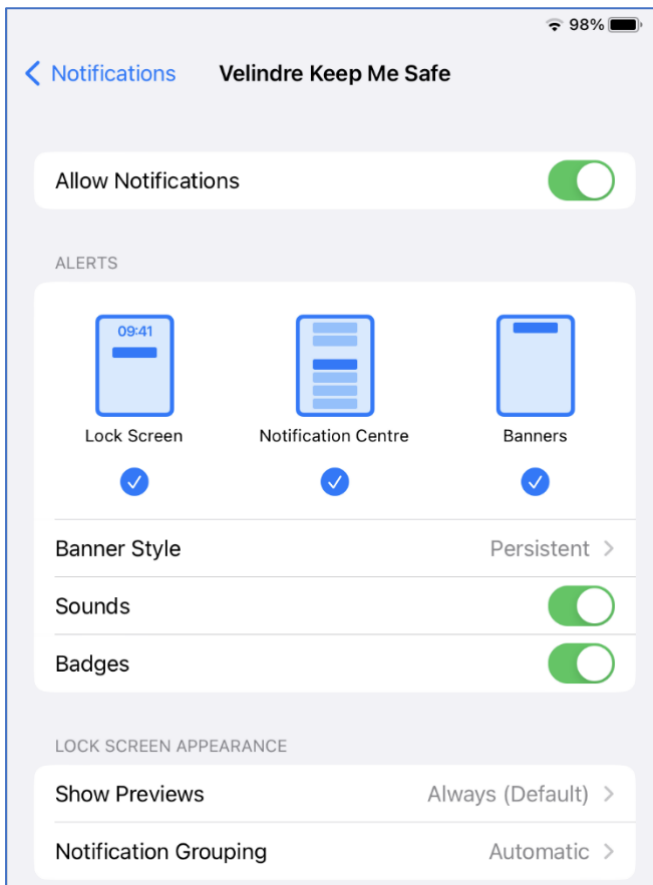 98%
Notifications Velindre Keep Me Safe
Allow Notifications
ALERTS
09:41
Lock Screen Notification Centre Banners
Banner Style Persistent
Sounds
Badges
LOCK SCREEN APPEARANCE
Show Previews Always (Default)
Notification Grouping Automatic